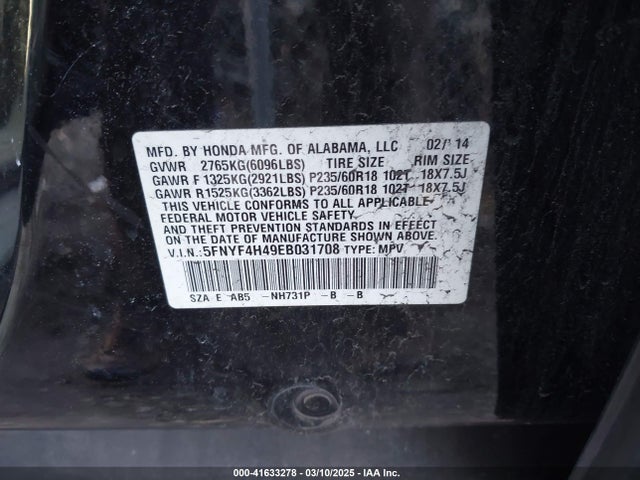 MFD. BY HONDA MFG. OF ALABAMA, LLC 02/14
GVWR 2765KG(6096LBS) TIRE SIZE RIM SIZE
GAWR F 1325KG(2921LBS) P235/60R18 102T 18X7.5J
GAWR R 1525KG(3362LBS) P235/60R18 102T 18X7.5J
THIS VEHICLE CONFORMS TO ALL APPLICABLE
FEDERAL MOTOR VEHICLE SAFETY
AND THEFT PREVENTION STANDARDS IN EFFECT
ON THE DATE OF MANUFACTURE SHOWN ABOVE.
V.I.N.: 5FNYF4H49EB031708 TYPE: MPV
SZA E AB5 -NH731P -B -B
000-41633278 - 03/10/2025 - IAA Inc.